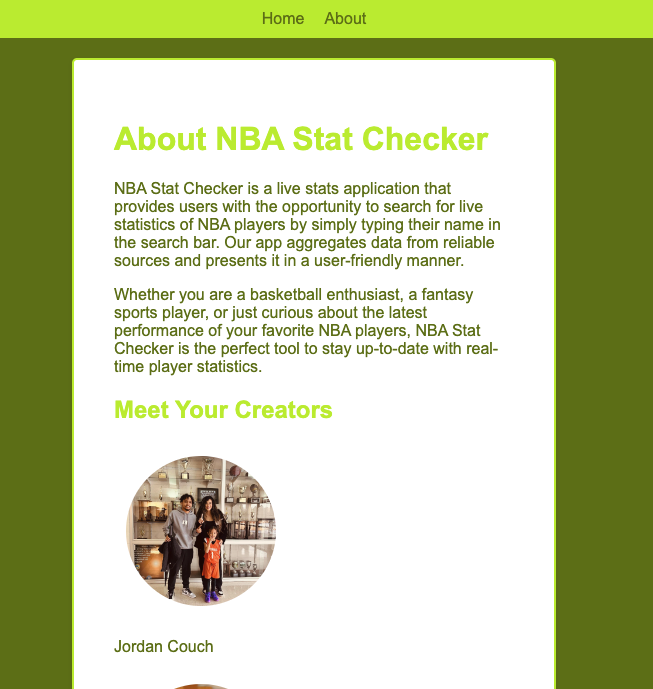 Home About
About NBA Stat Checker
NBA Stat Checker is a live stats application that
provides users with the opportunity to search for live
statistics of NBA players by simply typing their name in
the search bar. Our app aggregates data from reliable
sources and presents it in a user-friendly manner.
Whether you are a basketball enthusiast, a fantasy
sports player, or just curious about the latest
performance of your favorite NBA players, NBA Stat
Checker is the perfect tool to stay up-to-date with real-
time player statistics.
Meet Your Creators
Jordan Couch